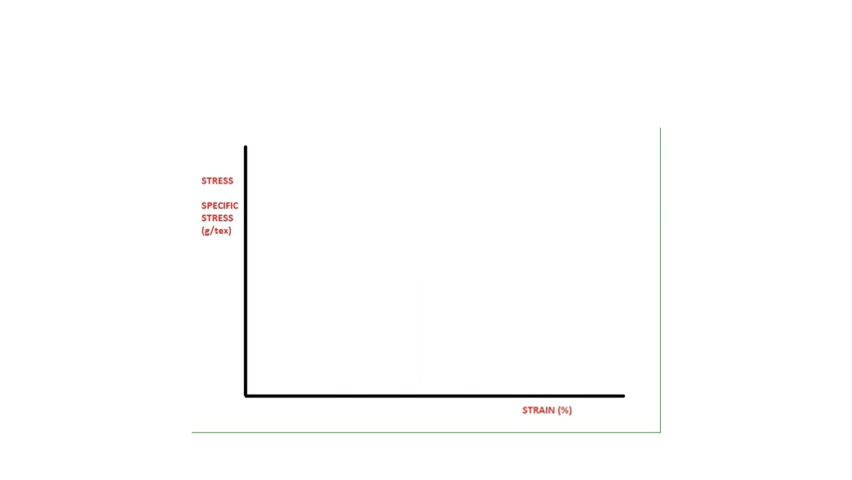 STRESS
SPECIFIC
STRESS
(g/tex)
STRAIN (%)